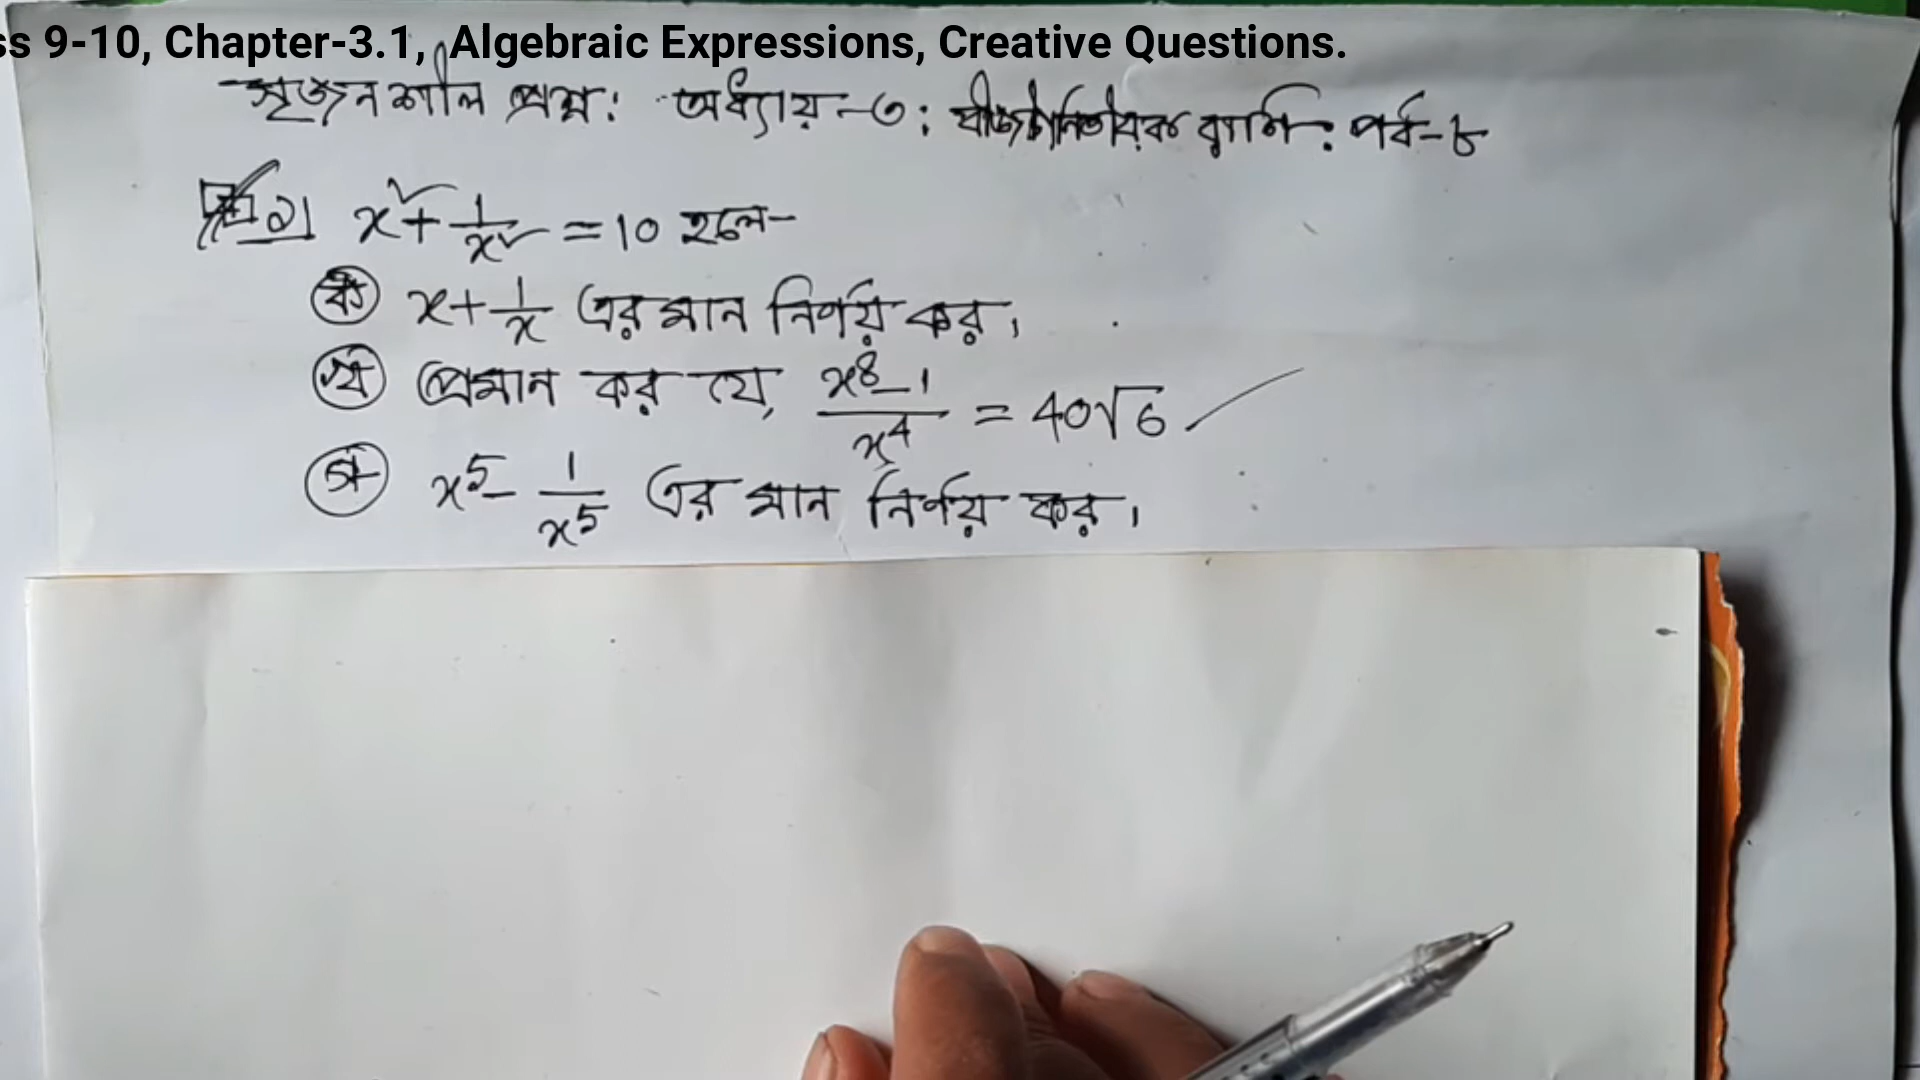 ss 9-10, Chapter-3.1, Algebraic Expressions, Creative Questions.
সৃজনশীল প্রশ্ন: অধ্যায়-৩: বীজগাণিতীয়ক রাশি: পর্ব-৮
২। x² + 1/x² = 10 হলে-
ক x + 1/x এর মান নির্ণয় কর।
খ প্রমান কর যে, (x⁸ - 1)/x⁴ = 40√6
গ x⁵ - 1/x⁵ এর মান নির্ণয় কর।